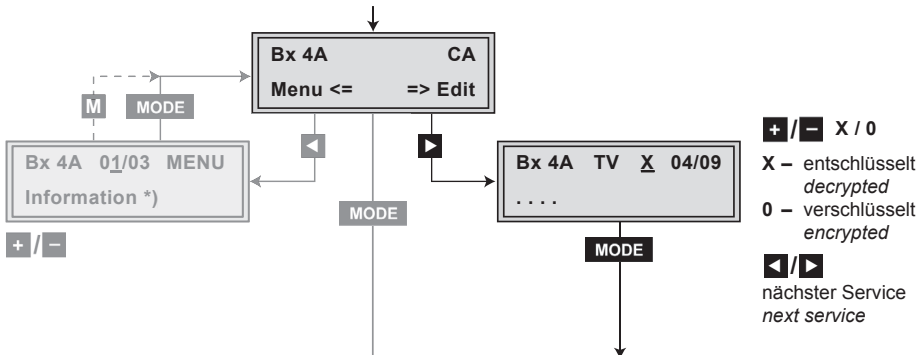 Bx 4A CA
Menu <= => Edit
M MODE
Bx 4A 01/03 MENU
Information *)
+ / −
◄ ►
MODE
Bx 4A TV X 04/09
. . . .
MODE
+ / − X / 0
X – entschlüsselt
decrypted
0 – verschlüsselt
encrypted
◄ / ►
nächster Service
next service